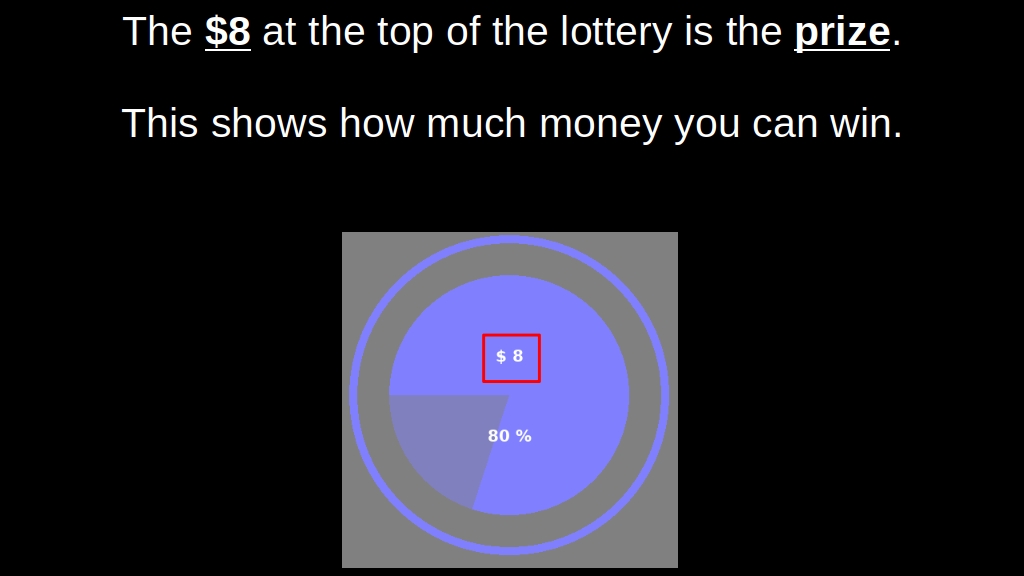 The $8 at the top of the lottery is the prize.
This shows how much money you can win.
$ 8
80 %